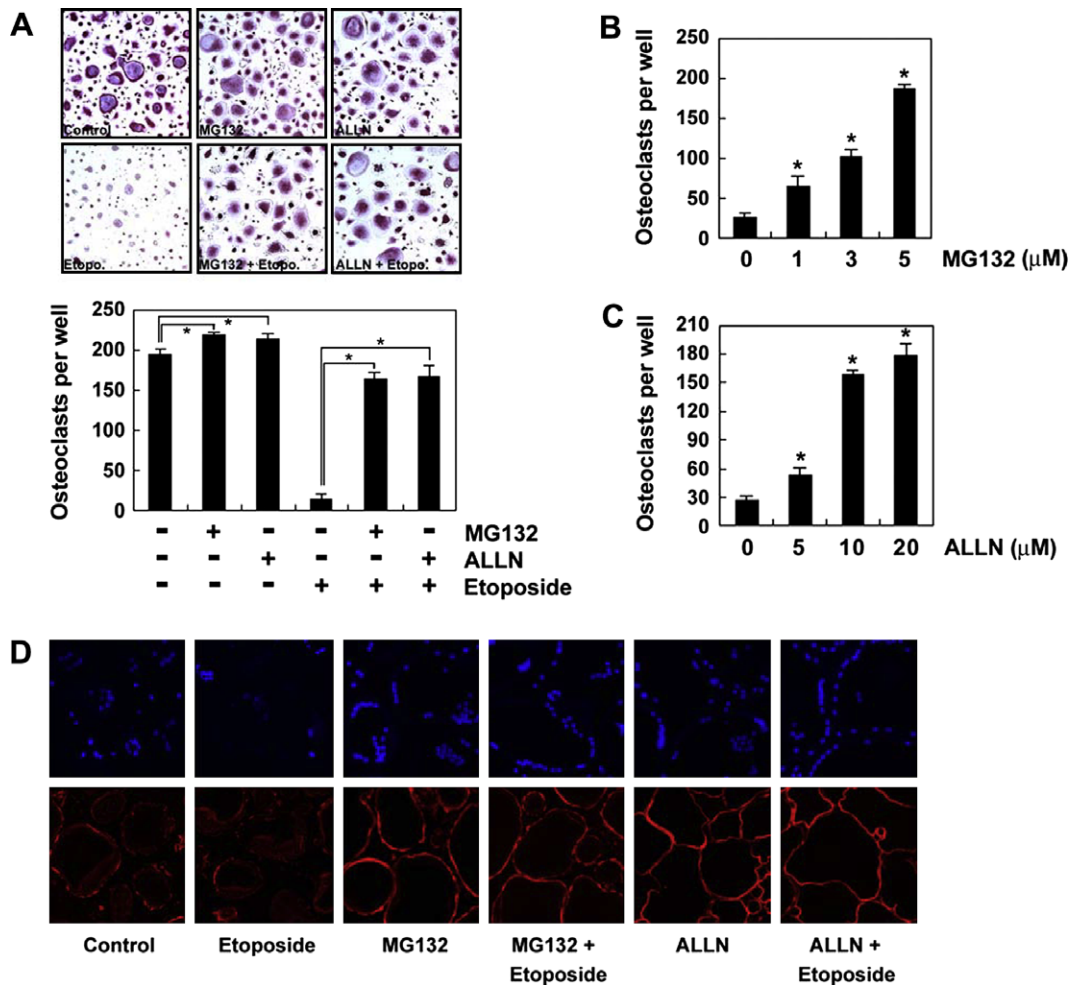 A
Control
MG132
ALLN
Etopo.
MG132 + Etopo.
ALLN + Etopo.
Osteoclasts per well
250
200
150
100
50
0
* *
* *
- + - - + - MG132
- - + - - + ALLN
- - - + + + Etoposide
B
Osteoclasts per well
250
200
150
100
50
0
* * *
0 1 3 5 MG132 (μM)
C
Osteoclasts per well
210
180
150
120
90
60
30
0
* * *
0 5 10 20 ALLN (μM)
D
Control
Etoposide
MG132
MG132 +
Etoposide
ALLN
ALLN +
Etoposide